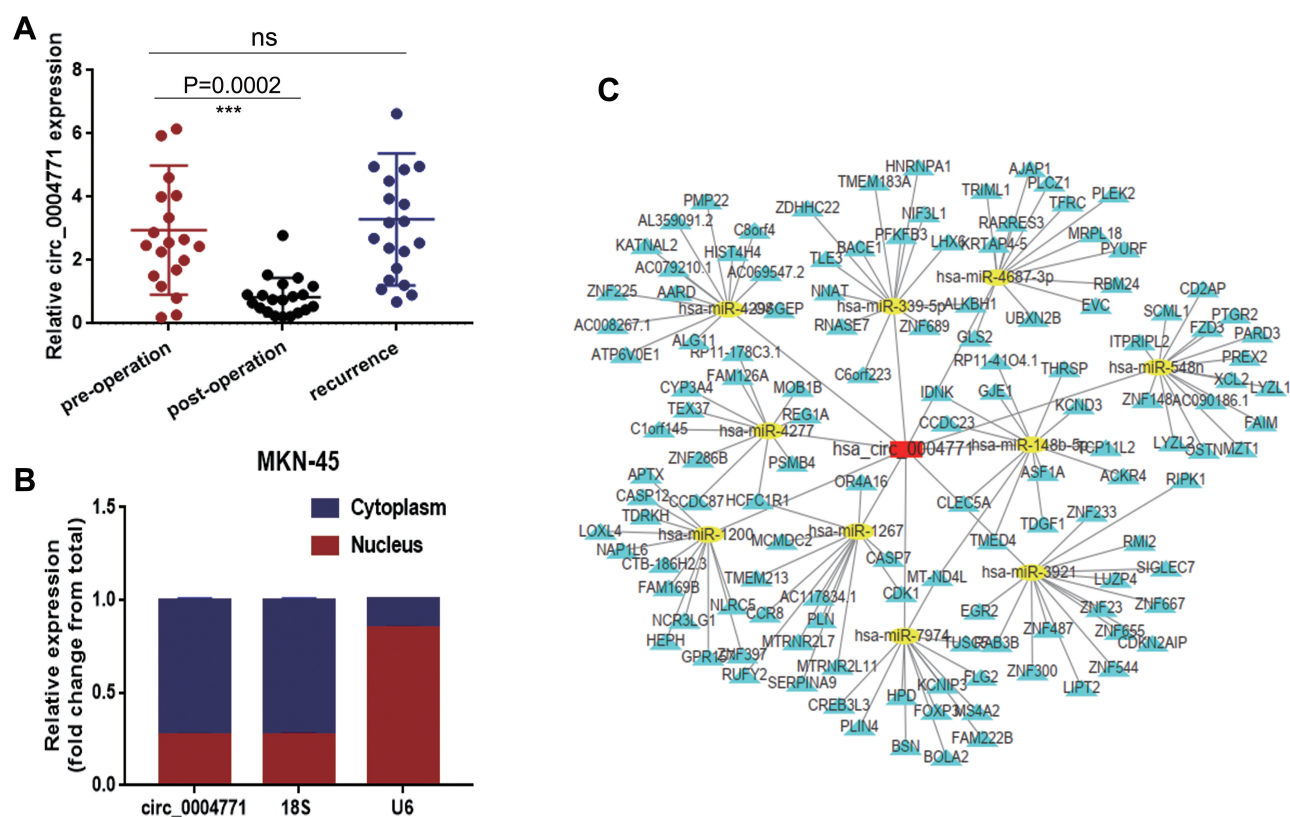 A
ns
P=0.0002
***
Relative circ_0004771 expression
8
6
4
2
0
pre-operation
post-operation
recurrence
B
MKN-45
Cytoplasm
Nucleus
Relative expression
(fold change from total)
1.5
1.0
0.5
0.0
circ_0004771
18S
U6
C
HNRNPA1
TMEM183A
AJAP1
PLCZ1
TRIML1
PLEK2
TFRC
PMP22
ZDHHC22
NIF3L1
RARRES3
AL359091.2
C8orf4
PFKFB3
LHX6
KRTAP4-5
MRPL18
PYURF
KATNAL2
HIST4H4
BACE1
TLE3
AC079210.1
AC069547.2
hsa-miR-4687-3p
ZNF225
AARD
NNAT
RBM24
CD2AP
hsa-miR-4298
hsa-miR-339-5p
ALKBH1
EVC
SCML1
PTGR2
AC008267.1
RNASE7
ZNF689
UBXN2B
FZD3
PARD3
ATP6V0E1
ALG11
RP11-178C3.1
GLS2
ITPRIPL2
PREX2
FAM126A
C6orf223
RP11-41O4.1
THRSP
hsa-miR-548n
XCL2
LYZL1
CYP3A4
MOB1B
IDNK
GJE1
KCND3
ZNF148
AC090186.1
TEX37
REG1A
CCDC23
FAIM
C1orf145
hsa-miR-4277
hsa_circ_0004771
hsa-miR-148b-5p
TCP11L2
LYZL2
OSTN
MZT1
ZNF286B
PSMB4
ASF1A
ACKR4
RIPK1
APTX
OR4A16
CASP12
CCDC87
HCFC1R1
CLEC5A
TDRKH
TDGF1
ZNF233
LOXL4
hsa-miR-1200
MCMDC2
hsa-miR-1267
TMED4
RMI2
NAP1L6
CASP7
CTB-186H2.3
MT-ND4L
hsa-miR-3921
LUZP4
SIGLEC7
FAM169B
TMEM213
CDK1
AC117834.1
NLRC5
CCR8
EGR2
ZNF23
ZNF667
NCR3LG1
PLN
ZNF487
ZNF655
HEPH
MTRNR2L7
hsa-miR-7974
RAB3B
CDKN2AIP
ZNF397
MTRNR2L11
ZNF300
ZNF544
RUFY2
SERPINA9
KCNIP3
FLG2
LIPT2
CREB3L3
HPD
FOXP3
MS4A2
PLIN4
FAM222B
BSN
BOLA2